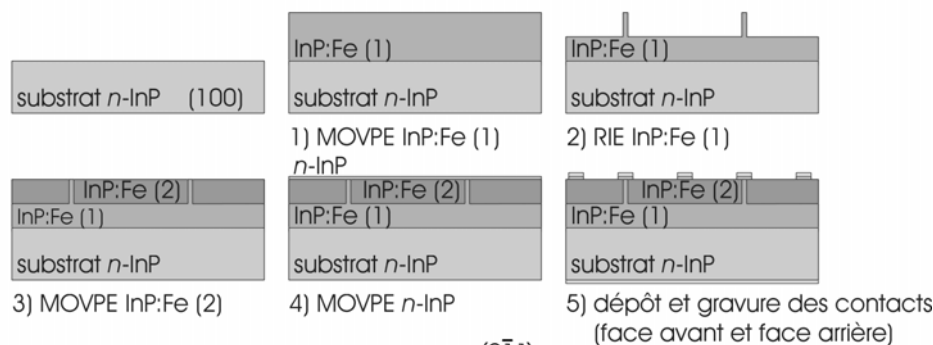 substrat n-InP (100)
InP:Fe (1)
substrat n-InP
1) MOVPE InP:Fe (1)
InP:Fe (1)
substrat n-InP
2) RIE InP:Fe (1)
InP:Fe (2)
InP:Fe (1)
substrat n-InP
3) MOVPE InP:Fe (2)
n-InP
InP:Fe (2)
InP:Fe (1)
substrat n-InP
4) MOVPE n-InP
InP:Fe (2)
InP:Fe (1)
substrat n-InP
5) dépôt et gravure des contacts
(face avant et face arrière)